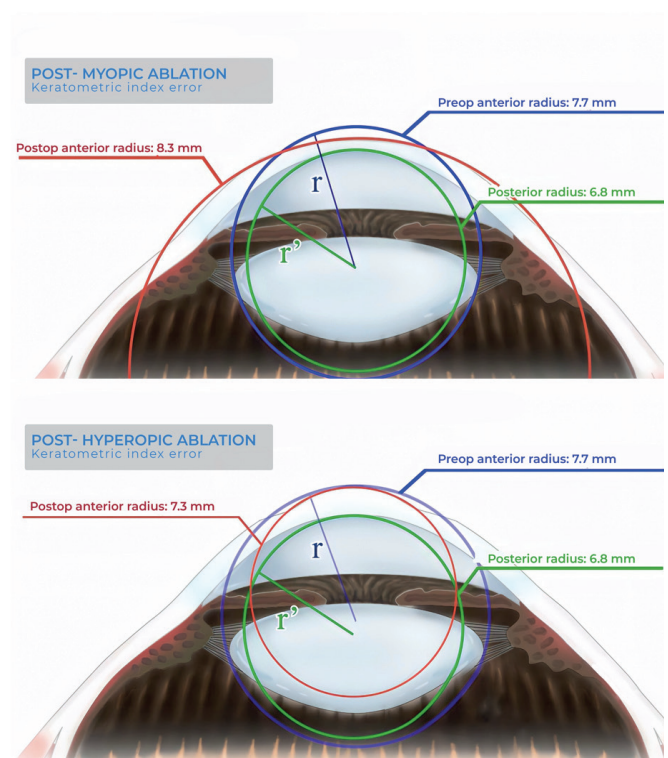 POST- MYOPIC ABLATION
Keratometric index error
Preop anterior radius: 7.7 mm
Postop anterior radius: 8.3 mm
r
Posterior radius: 6.8 mm
r’
POST- HYPEROPIC ABLATION
Keratometric index error
Preop anterior radius: 7.7 mm
Postop anterior radius: 7.3 mm
r
Posterior radius: 6.8 mm
r’